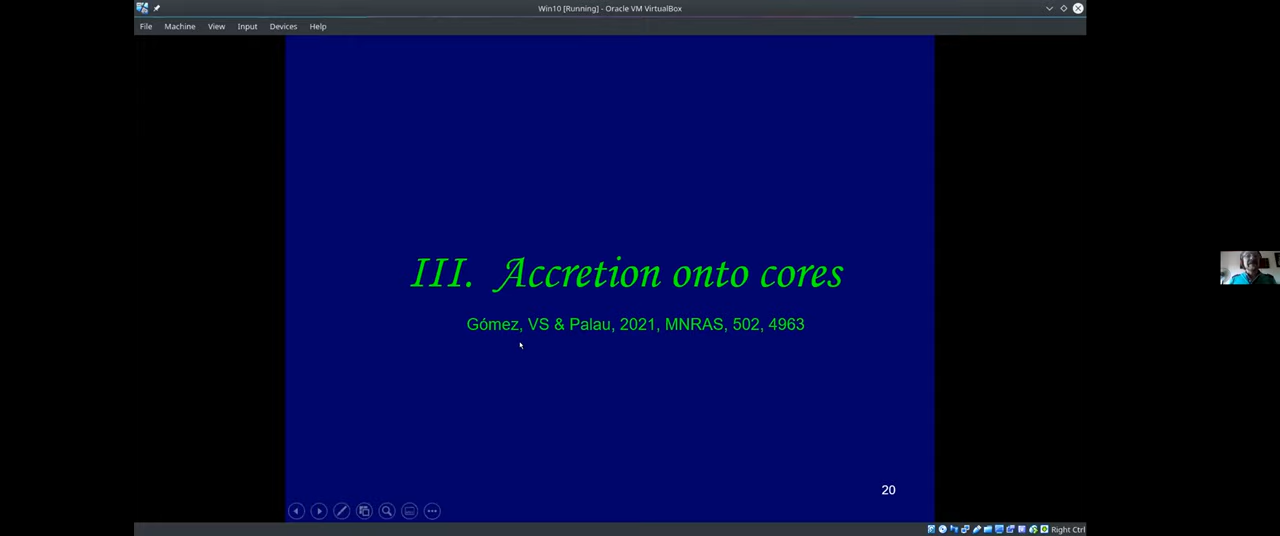 Win10 [Running] - Oracle VM VirtualBox
File Machine View Input Devices Help
III. Accretion onto cores
Gómez, VS & Palau, 2021, MNRAS, 502, 4963
20
Right Ctrl